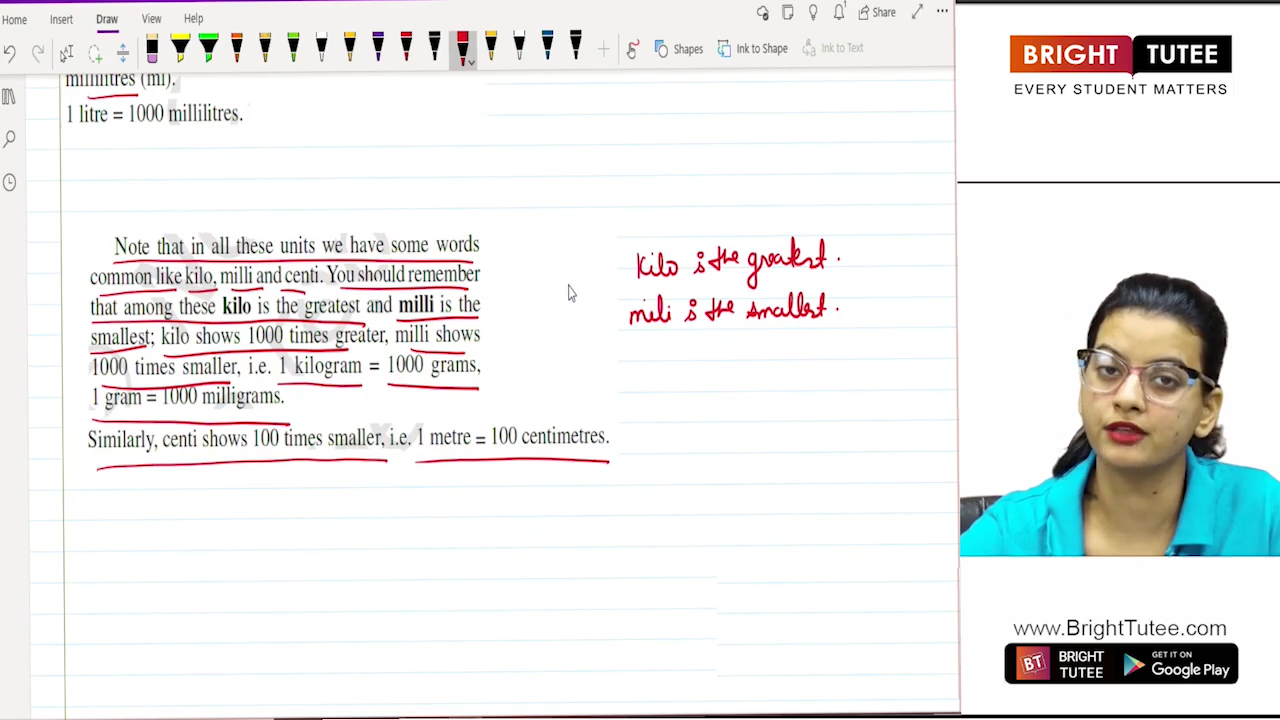 Home Insert Draw View Help Share
Shapes Ink to Shape Ink to Text
millilitres (ml).
1 litre = 1000 millilitres.
Note that in all these units we have some words
common like kilo, milli and centi. You should remember
that among these kilo is the greatest and milli is the
smallest; kilo shows 1000 times greater, milli shows
1000 times smaller, i.e. 1 kilogram = 1000 grams,
1 gram = 1000 milligrams.
Similarly, centi shows 100 times smaller, i.e. 1 metre = 100 centimetres.
Kilo is the greatest.
mili is the smallest.
BRIGHT TUTEE
EVERY STUDENT MATTERS
www.BrightTutee.com
BT BRIGHT TUTEE
GET IT ON
Google Play